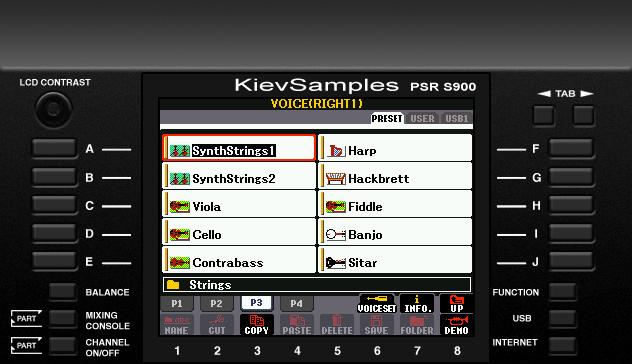 LCD CONTRAST
KievSamples PSR S900
TAB
VOICE(RIGHT1)
PRESET USER USB1
A SynthStrings1 Harp F
B SynthStrings2 Hackbrett G
C Viola Fiddle H
D Cello Banjo I
E Contrabass Sitar J
Strings
BALANCE P1 P2 P3 P4 VOICESET INFO. UP FUNCTION
PART MIXING CONSOLE NAME CUT COPY PASTE DELETE SAVE FOLDER DEMO USB
PART CHANNEL ON/OFF 1 2 3 4 5 6 7 8 INTERNET